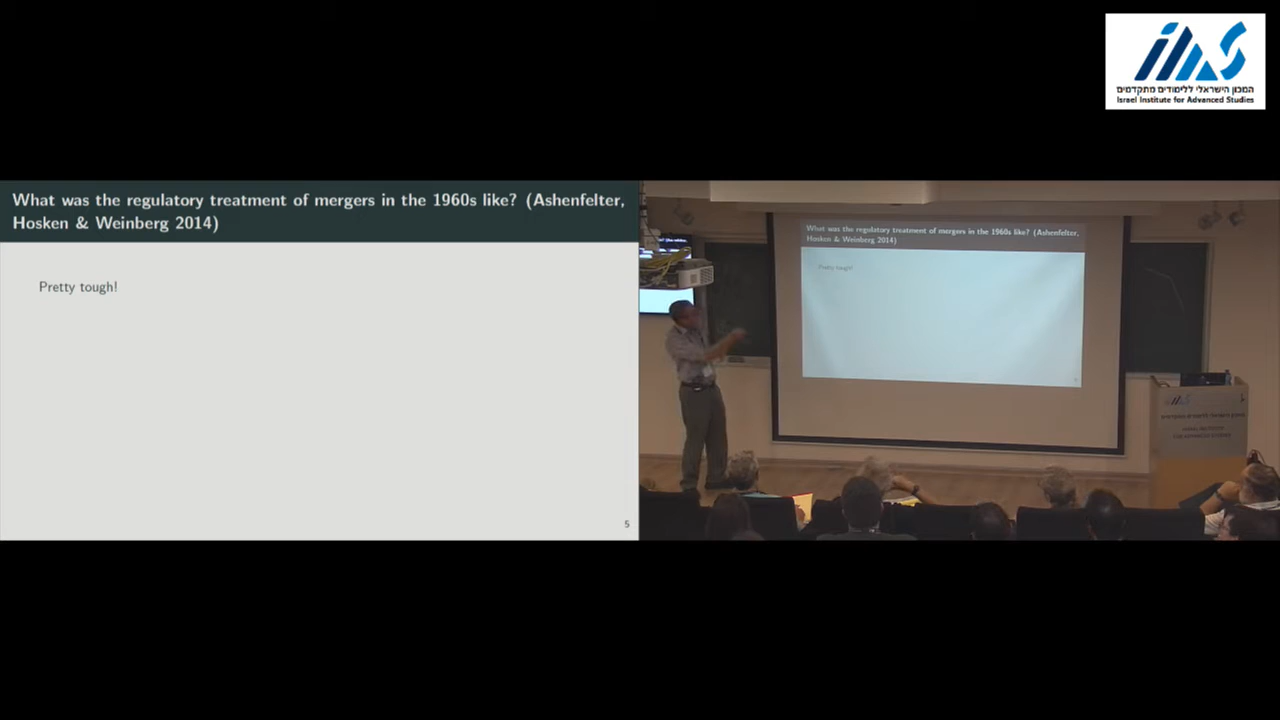 המכון הישראלי ללימודים מתקדמים
Israel Institute for Advanced Studies
What was the regulatory treatment of mergers in the 1960s like? (Ashenfelter,
Hosken & Weinberg 2014)
Pretty tough!
5
What was the regulatory treatment of mergers in the 1960s like? (Ashenfelter,
Hosken & Weinberg 2014)
Pretty tough!